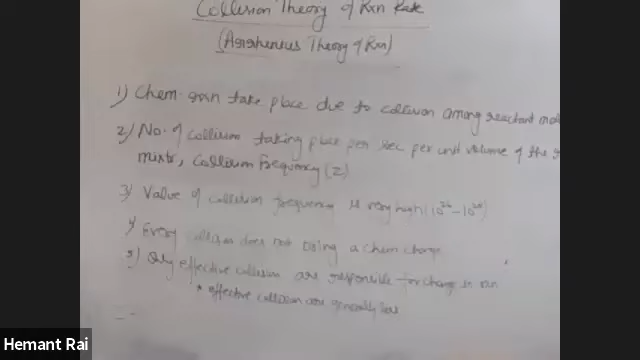 Collision Theory of Rxn Rate
(Arrhenius Theory of Rxn)
1) Chem. rxn take place due to collision among reactant
2) No. of collision taking place per sec per unit volume of the
mixtr, Collision Frequency (Z)
3) Value of collision frequency is very high (10
4) Every collision does not bring a Chem change
5) Only effective collision are responsible for change in rxn
* effective collision are generally less
Hemant Rai